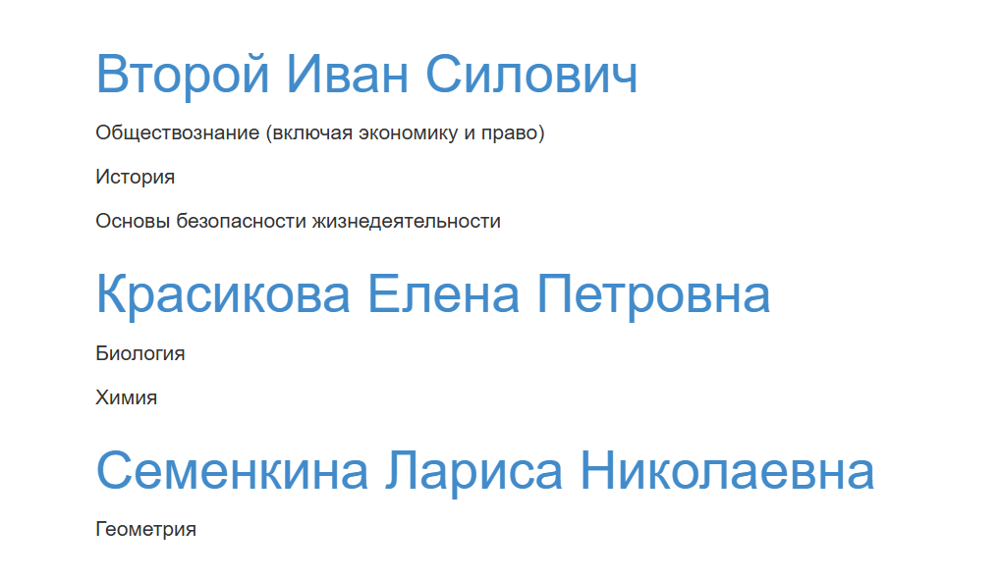 Второй Иван Силович
Обществознание (включая экономику и право)
История
Основы безопасности жизнедеятельности
Красикова Елена Петровна
Биология
Химия
Семенкина Лариса Николаевна
Геометрия